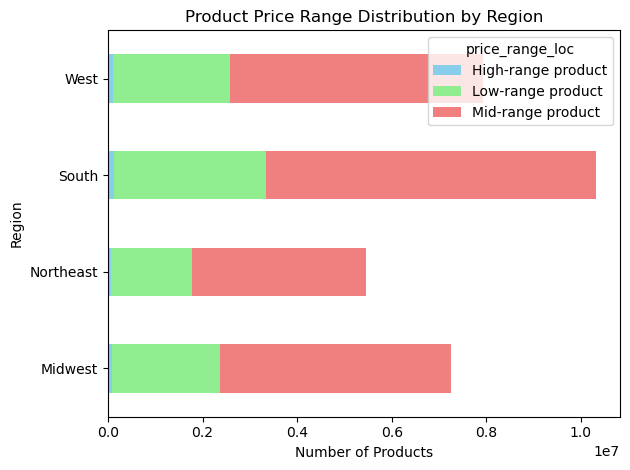 Product Price Range Distribution by Region
price_range_loc
High-range product
Low-range product
Mid-range product
West
South
Northeast
Midwest
Region
0.0 0.2 0.4 0.6 0.8 1.0
1e7
Number of Products